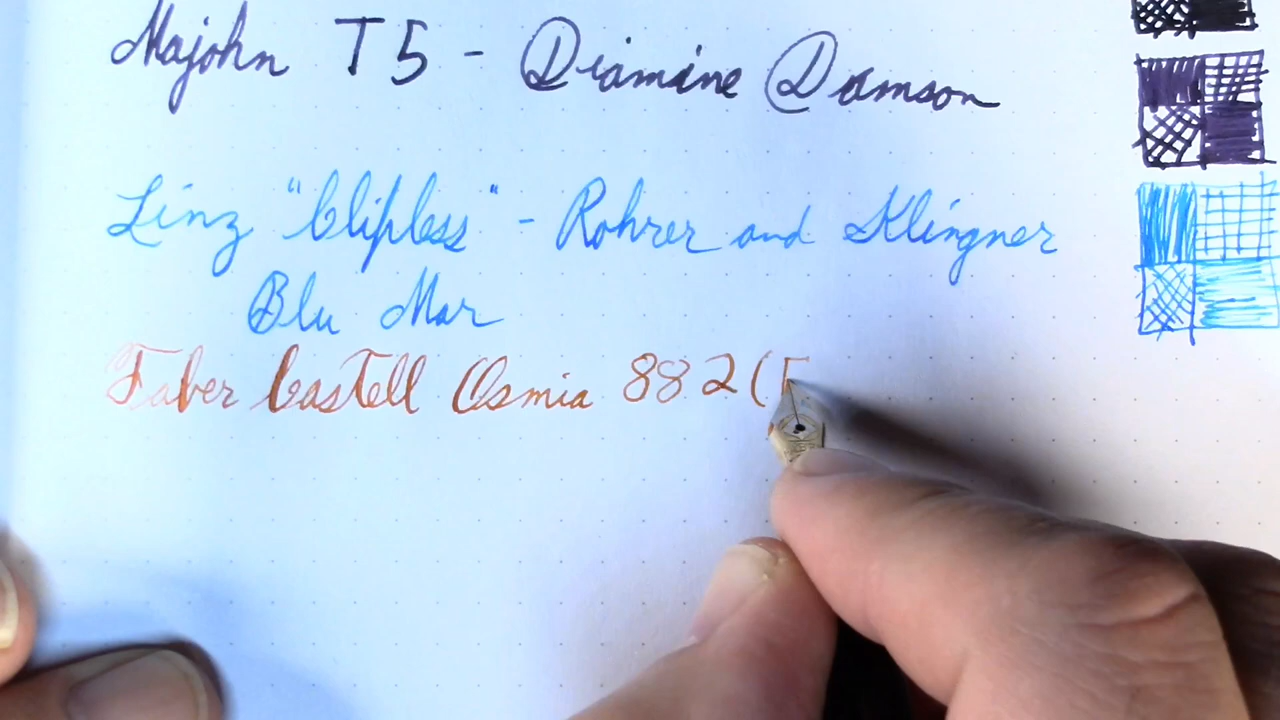 Majohn T5 - Diamine Damson
Linz "Clipless" - Rohrer and Klingner
Blu Mar
Faber Castell Osmia 882 (F